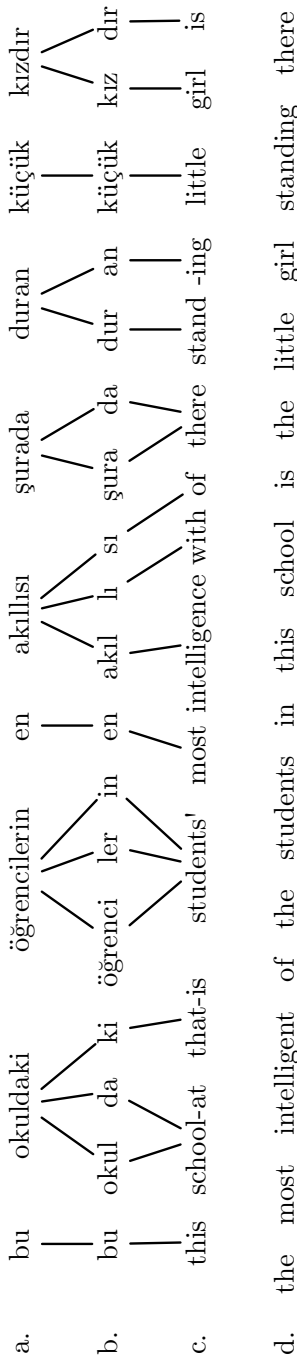 a. bu okuldaki öğrencilerin en akıllısı şurada duran küçük kızdır
b. bu okul da ki öğrenci ler in en akıl lı sı şura da dur an küçük kız dır
c. this school-at that-is students' most intelligence with of there stand -ing little girl is
d. the most intelligent of the students in this school is the little girl standing there